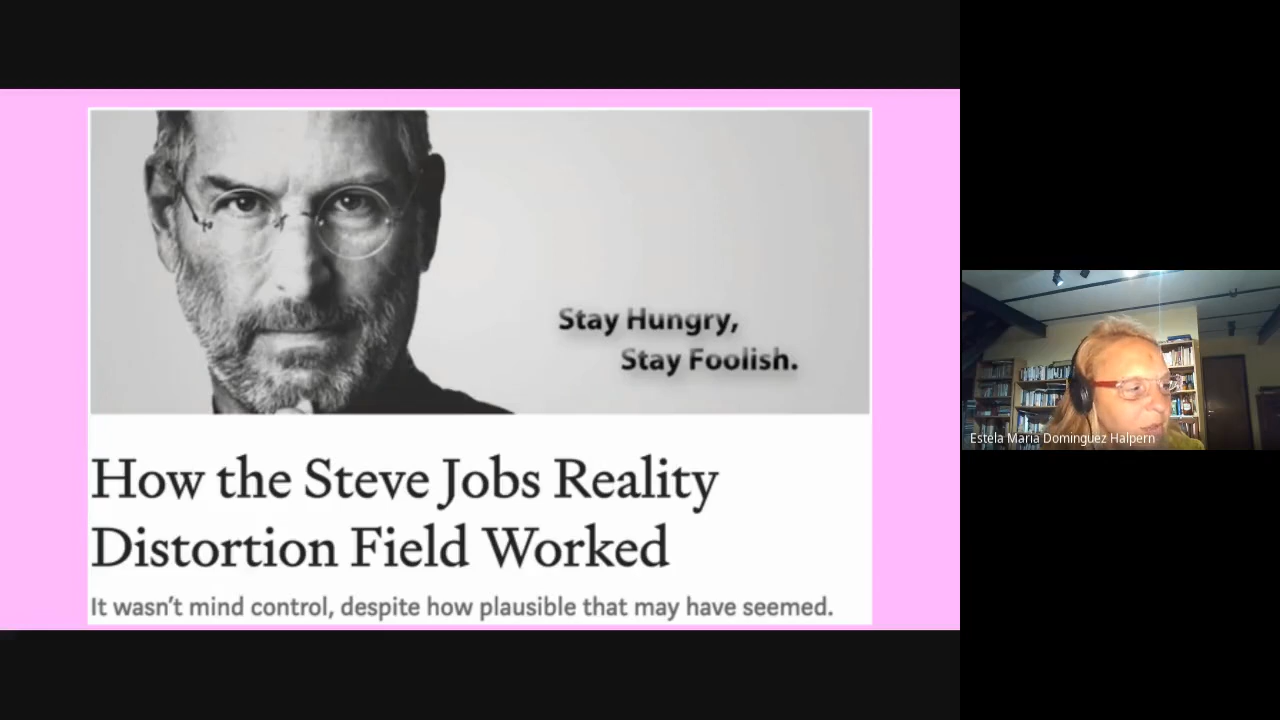 Stay Hungry,
Stay Foolish.
How the Steve Jobs Reality
Distortion Field Worked
It wasn't mind control, despite how plausible that may have seemed.
Estela Maria Dominguez Halpern